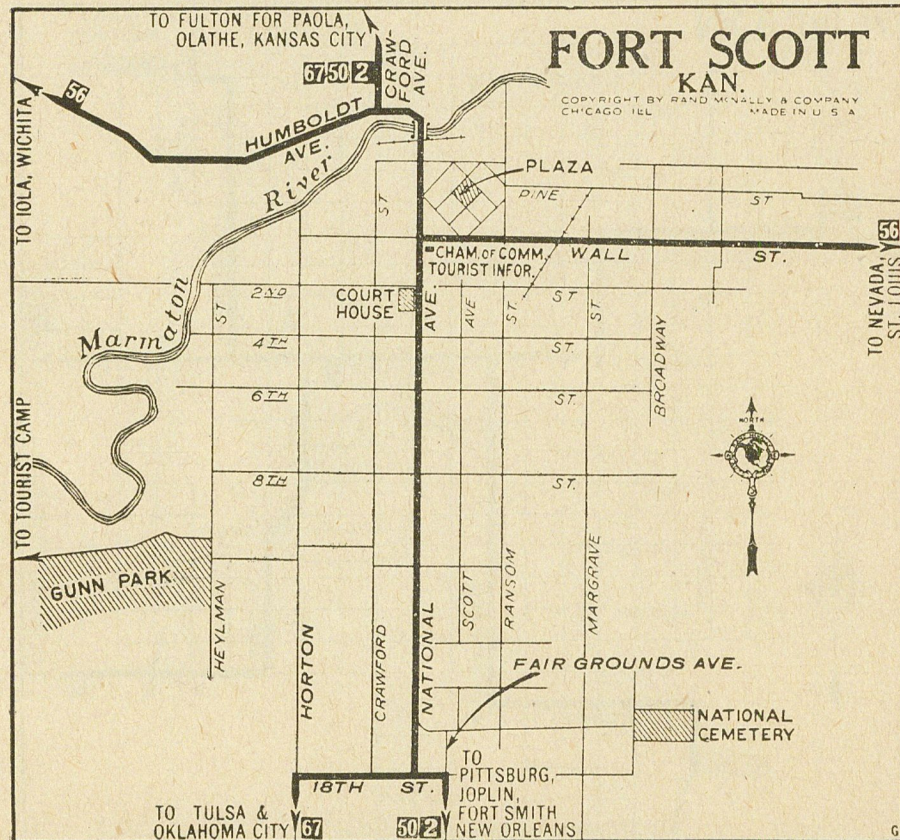 TO FULTON FOR PAOLA,
OLATHE, KANSAS CITY
67-50 2
CRAW-
FORD
AVE.
FORT SCOTT
KAN.
COPYRIGHT BY RAND McNALLY & COMPANY
CHICAGO ILL MADE IN U S A
56
TO IOLA, WICHITA
HUMBOLDT
AVE.
River
PLAZA
PINE ST
ST
56
CHAM. OF COMM.
TOURIST INFOR.
WALL ST.
TO NEVADA,
ST. LOUIS
Marmaton
2ND ST
COURT
HOUSE
ST
AVE.
AVE
ST.
ST
BROADWAY
4TH ST.
6TH ST.
8TH ST.
TO TOURIST CAMP
NORTH
GUNN PARK
HEYLMAN
HORTON
CRAWFORD
NATIONAL
SCOTT
RANSOM
MARGRAVE
FAIR GROUNDS AVE.
NATIONAL
CEMETERY
18TH ST.
TO
PITTSBURG,
JOPLIN,
FORT SMITH
NEW ORLEANS
TO TULSA &
OKLAHOMA CITY
67
50 2
G